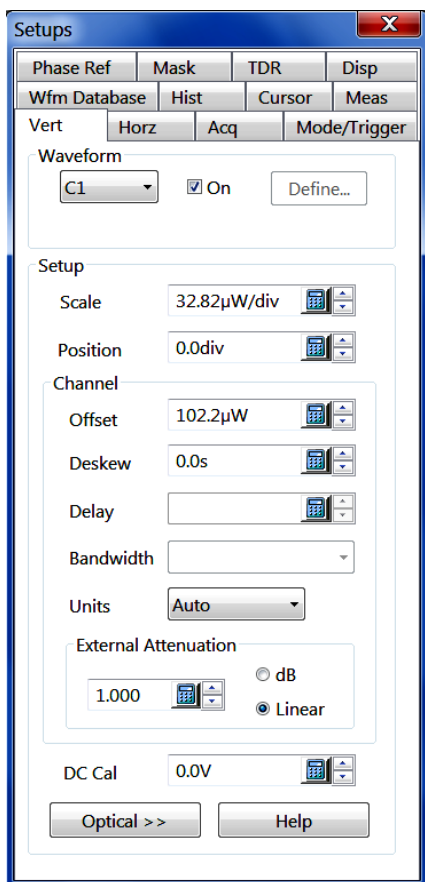 Setups
Phase Ref Mask TDR Disp
Wfm Database Hist Cursor Meas
Vert Horz Acq Mode/Trigger
Waveform
C1 On Define...
Setup
Scale 32.82µW/div
Position 0.0div
Channel
Offset 102.2µW
Deskew 0.0s
Delay
Bandwidth
Units Auto
External Attenuation
dB
1.000
Linear
DC Cal 0.0V
Optical >> Help